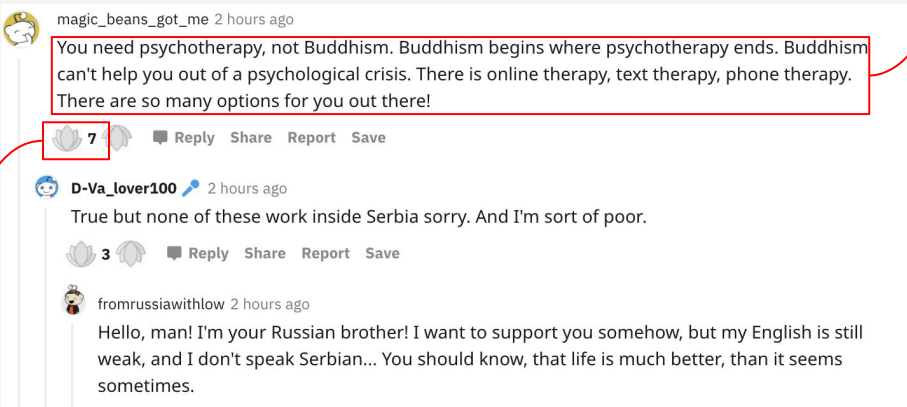 magic_beans_got_me 2 hours ago
You need psychotherapy, not Buddhism. Buddhism begins where psychotherapy ends. Buddhism
can't help you out of a psychological crisis. There is online therapy, text therapy, phone therapy.
There are so many options for you out there!
7 Reply Share Report Save
D-Va_lover100 2 hours ago
True but none of these work inside Serbia sorry. And I'm sort of poor.
3 Reply Share Report Save
fromrussiawithlow 2 hours ago
Hello, man! I'm your Russian brother! I want to support you somehow, but my English is still
weak, and I don't speak Serbian... You should know, that life is much better, than it seems
sometimes.